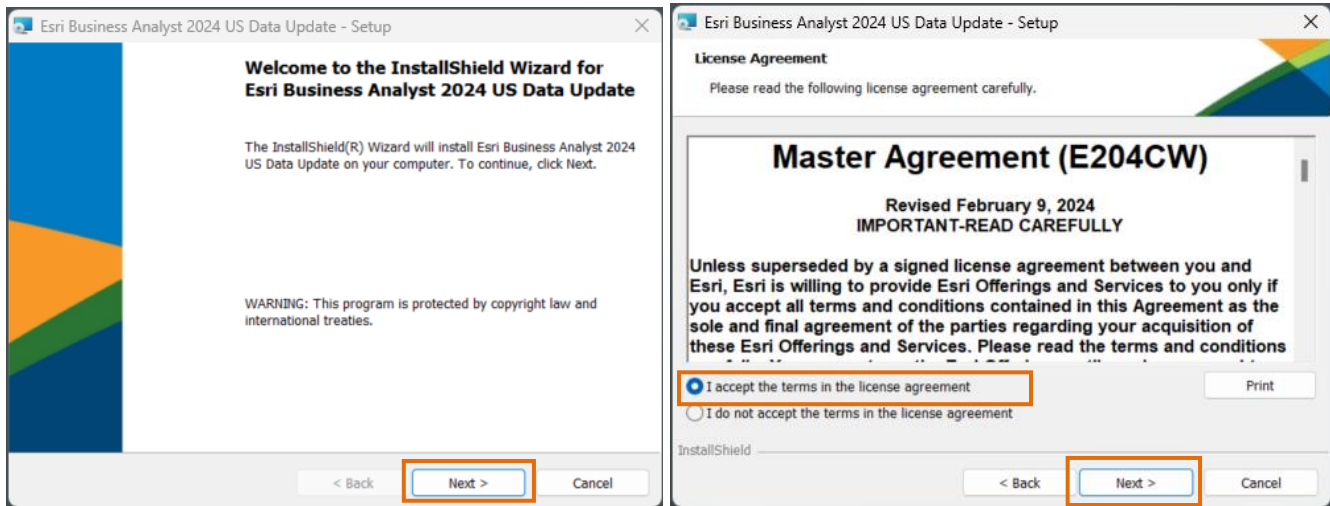 Esri Business Analyst 2024 US Data Update - Setup
Welcome to the InstallShield Wizard for
Esri Business Analyst 2024 US Data Update
The InstallShield(R) Wizard will install Esri Business Analyst 2024
US Data Update on your computer. To continue, click Next.
WARNING: This program is protected by copyright law and
international treaties.
< Back
Next >
Cancel
Esri Business Analyst 2024 US Data Update - Setup
License Agreement
Please read the following license agreement carefully.
Master Agreement (E204CW)
Revised February 9, 2024
IMPORTANT-READ CAREFULLY
Unless superseded by a signed license agreement between you and
Esri, Esri is willing to provide Esri Offerings and Services to you only if
you accept all terms and conditions contained in this Agreement as the
sole and final agreement of the parties regarding your acquisition of
these Esri Offerings and Services. Please read the terms and conditions
I accept the terms in the license agreement
Print
I do not accept the terms in the license agreement
InstallShield
< Back
Next >
Cancel